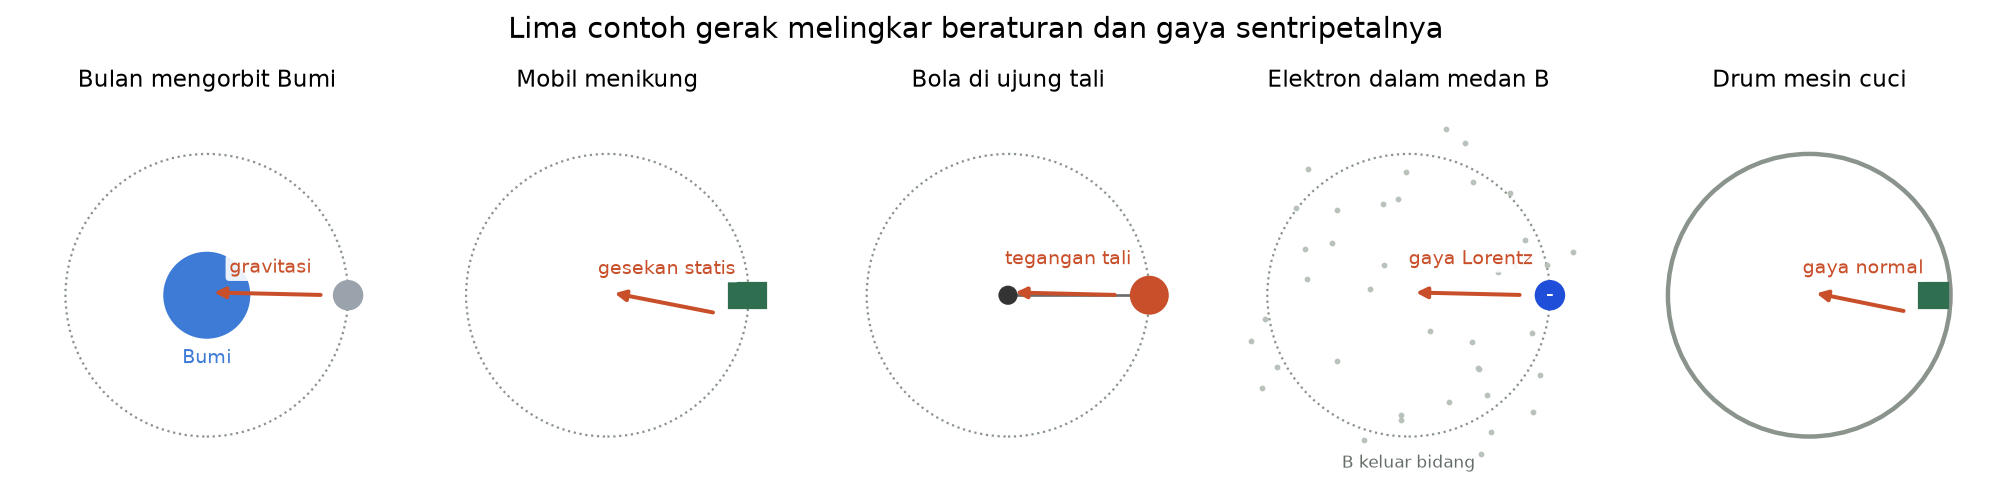 Lima contoh gerak melingkar beraturan dan gaya sentripetalnya
Bulan mengorbit Bumi
Mobil menikung
Bola di ujung tali
Elektron dalam medan B
Drum mesin cuci
gravitasi
Bumi
gesekan statis
tegangan tali
gaya Lorentz
-
B keluar bidang
gaya normal